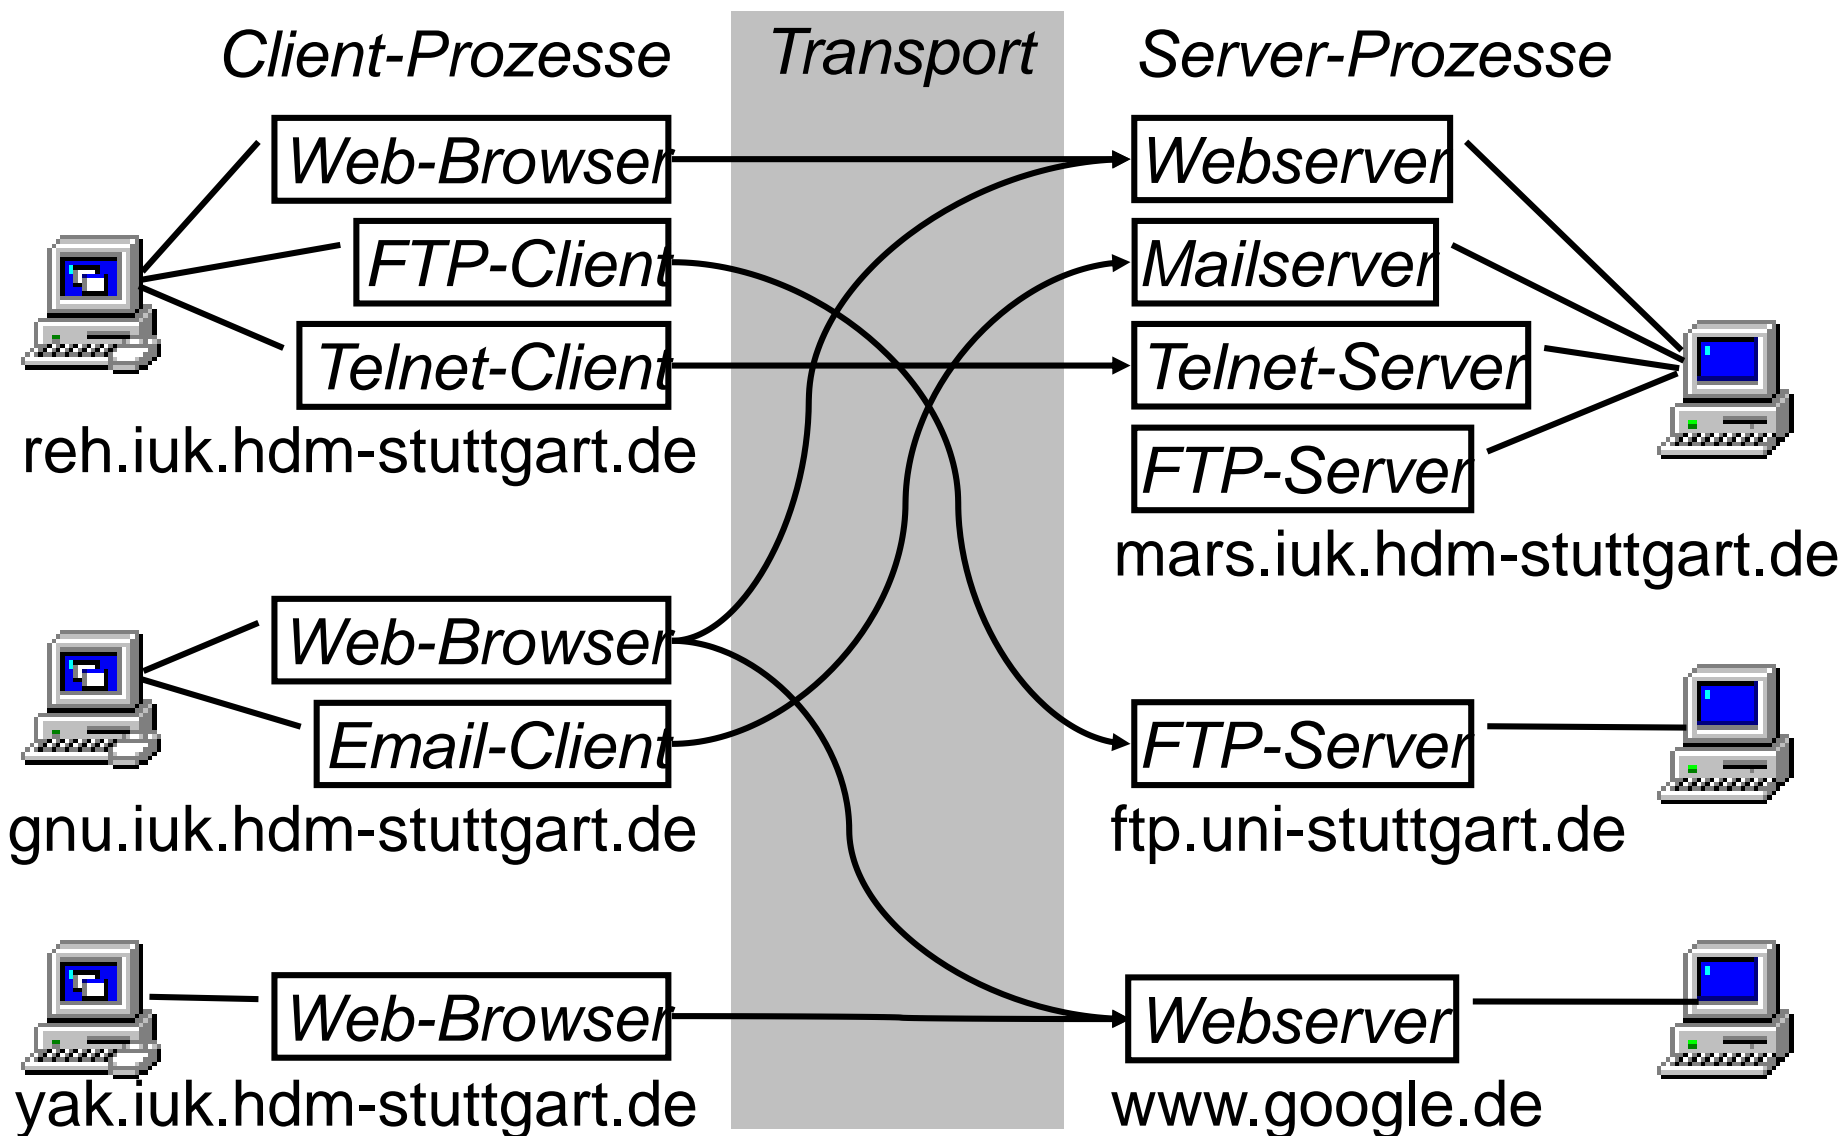 Client-Prozesse
Transport
Server-Prozesse
Web-Browser
FTP-Client
Telnet-Client
reh.iuk.hdm-stuttgart.de
Webserver
Mailserver
Telnet-Server
FTP-Server
mars.iuk.hdm-stuttgart.de
Web-Browser
Email-Client
gnu.iuk.hdm-stuttgart.de
FTP-Server
ftp.uni-stuttgart.de
Web-Browser
yak.iuk.hdm-stuttgart.de
Webserver
www.google.de